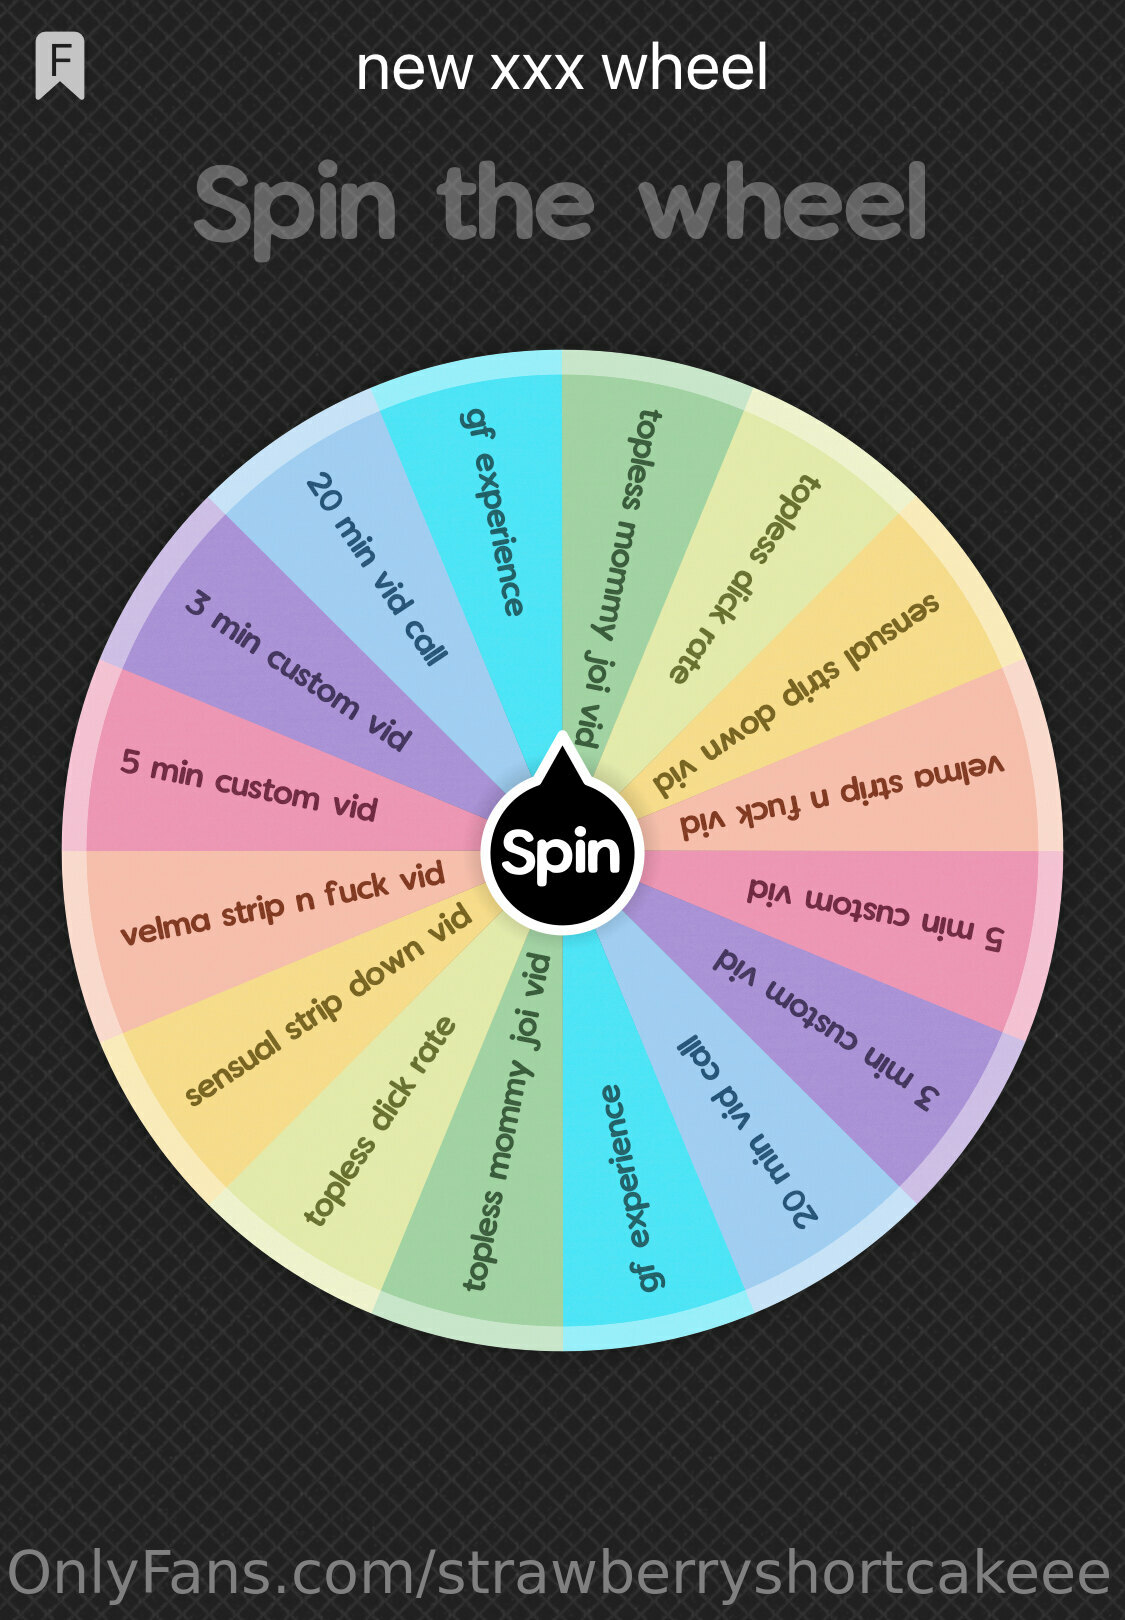 F
new xxx wheel
Spin the wheel
topless mommy joi vid
topless dick rate
sensual strip down vid
velma strip n fuck vid
5 min custom vid
3 min custom vid
20 min vid call
gf experience
topless mommy joi vid
topless dick rate
sensual strip down vid
velma strip n fuck vid
5 min custom vid
3 min custom vid
20 min vid call
gf experience
Spin
OnlyFans.com/strawberryshortcakeee